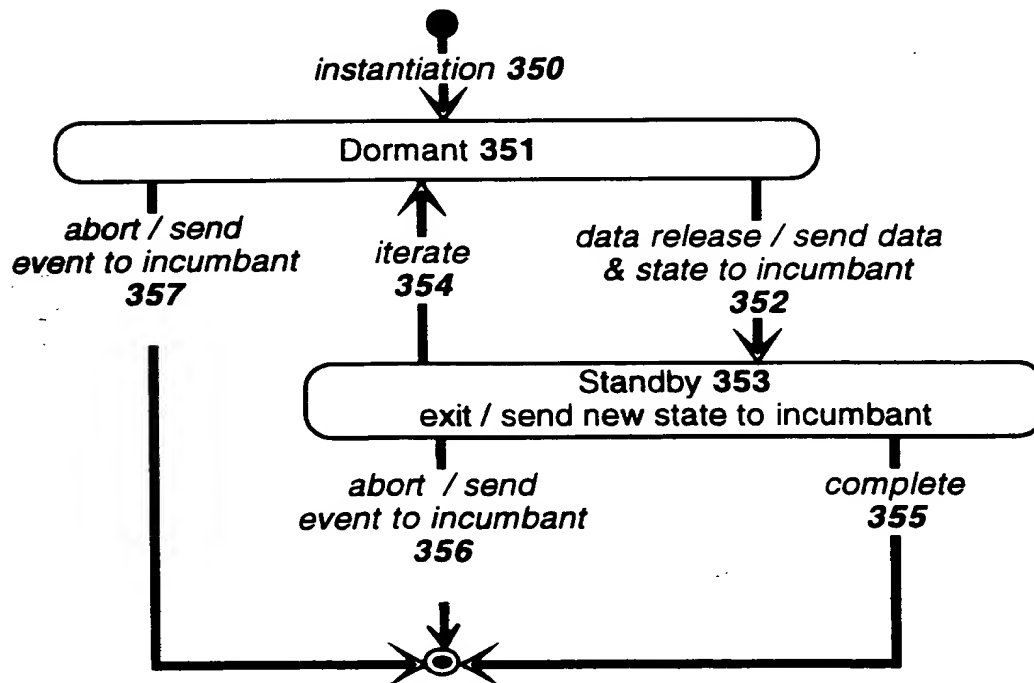 instantiation 350
Dormant 351
abort / send
event to incumbant
357
iterate
354
data release / send data
& state to incumbant
352
Standby 353
exit / send new state to incumbant
abort / send
event to incumbant
356
complete
355